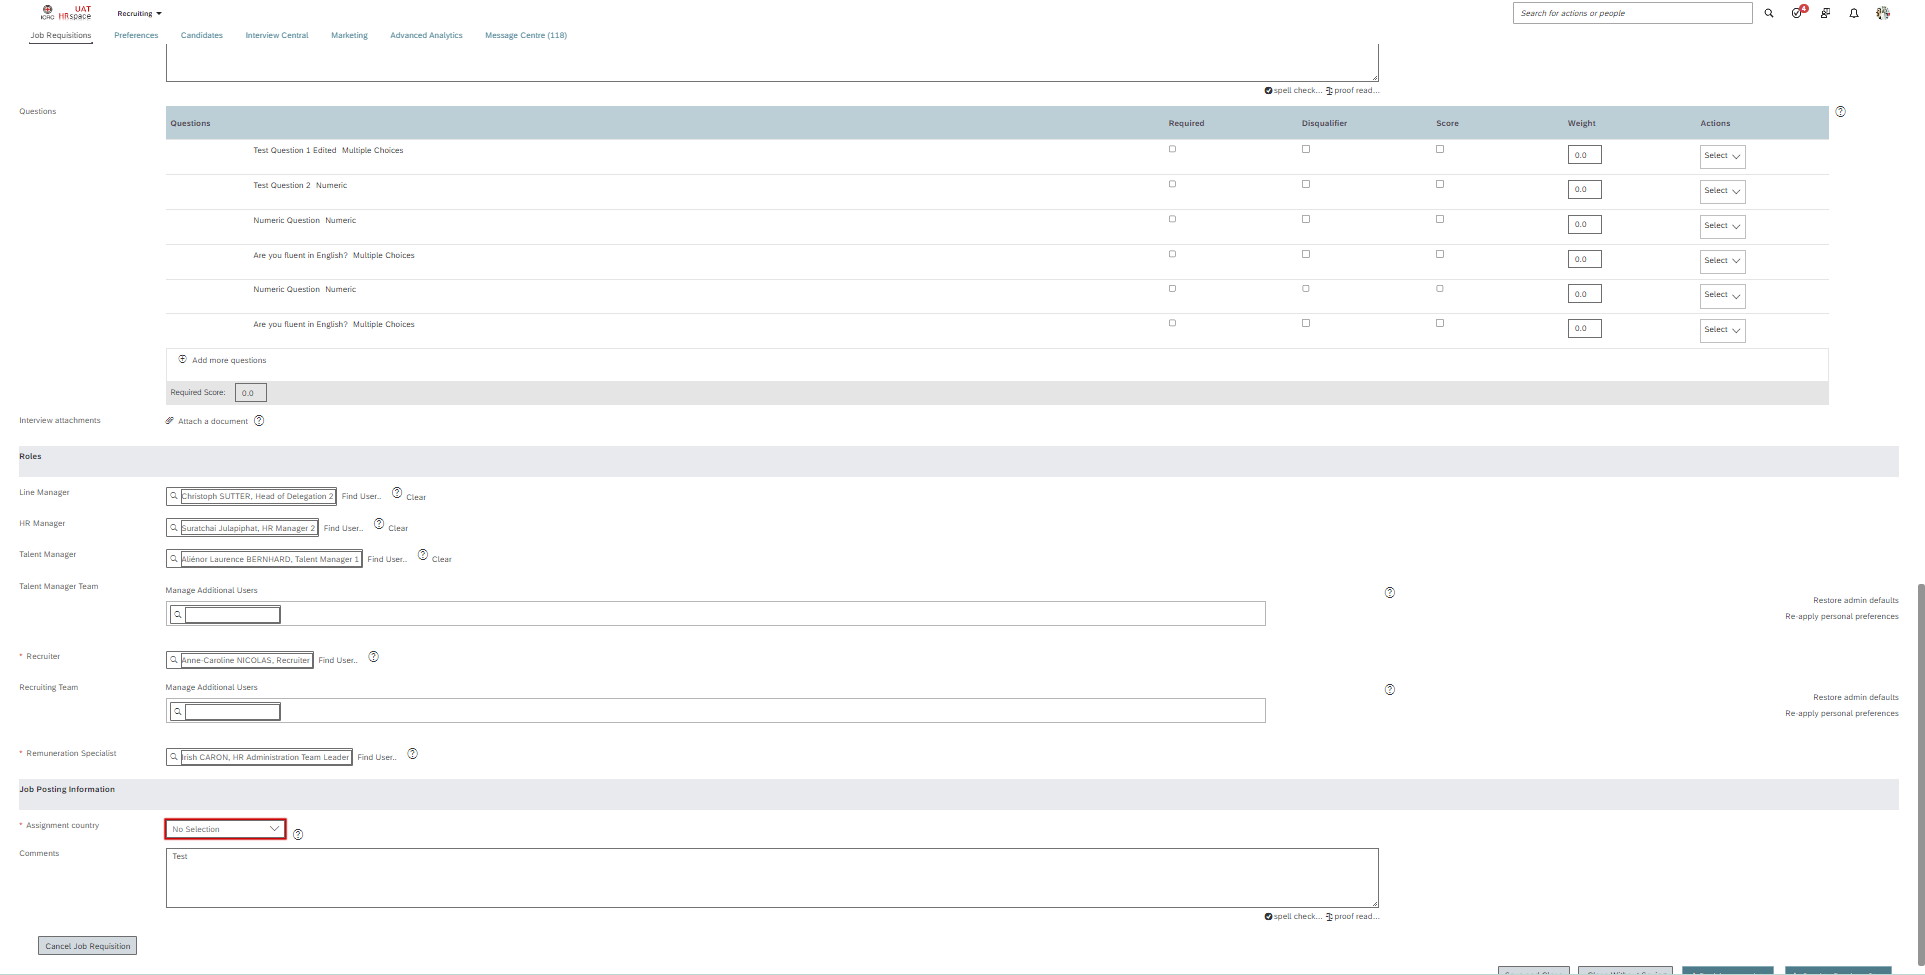 ICRC UAT HRspace Recruiting Search for actions or people 4
Job Requisitions Preferences Candidates Interview Central Marketing Advanced Analytics Message Centre (118)
spell check... proof read...
Questions
Questions Required Disqualifier Score Weight Actions
Test Question 1 Edited Multiple Choices 0.0 Select
Test Question 2 Numeric 0.0 Select
Numeric Question Numeric 0.0 Select
Are you fluent in English? Multiple Choices 0.0 Select
Numeric Question Numeric 0.0 Select
Are you fluent in English? Multiple Choices 0.0 Select
Add more questions
Required Score: 0.0
Interview attachments Attach a document
Roles
Line Manager Christoph SUTTER, Head of Delegation 2 Find User.. Clear
HR Manager Suratchai Julapiphat, HR Manager 2 Find User.. Clear
Talent Manager Aliénor Laurence BERNHARD, Talent Manager 1 Find User.. Clear
Talent Manager Team Manage Additional Users
Restore admin defaults
Re-apply personal preferences
* Recruiter Anne-Caroline NICOLAS, Recruiter Find User..
Recruiting Team Manage Additional Users
Restore admin defaults
Re-apply personal preferences
* Remuneration Specialist Irish CARON, HR Administration Team Leader Find User..
Job Posting Information
* Assignment country No Selection
Comments Test
spell check... proof read...
Cancel Job Requisition